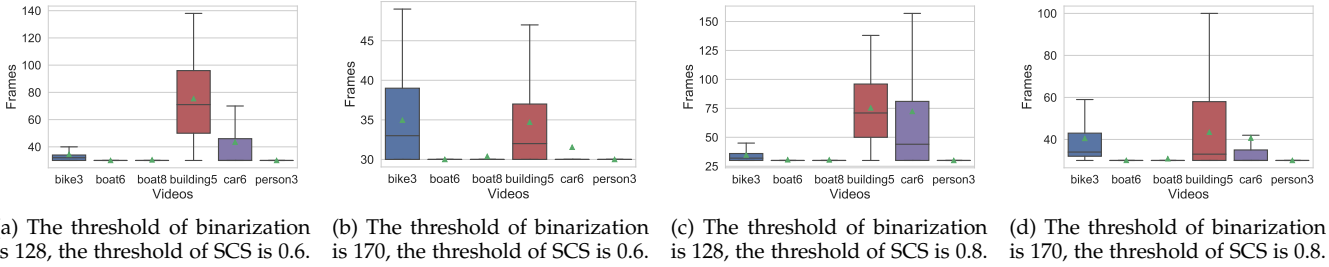 140
120
100
80
60
40
Frames
bike3 boat6 boat8 building5 car6 person3
Videos
45
40
35
30
Frames
bike3 boat6 boat8 building5 car6 person3
Videos
150
125
100
75
50
25
Frames
bike3 boat6 boat8 building5 car6 person3
Videos
100
80
60
40
Frames
bike3 boat6 boat8 building5 car6 person3
Videos
a) The threshold of binarization
is 128, the threshold of SCS is 0.6.
(b) The threshold of binarization
is 170, the threshold of SCS is 0.6.
(c) The threshold of binarization
is 128, the threshold of SCS is 0.8.
(d) The threshold of binarization
is 170, the threshold of SCS is 0.8.